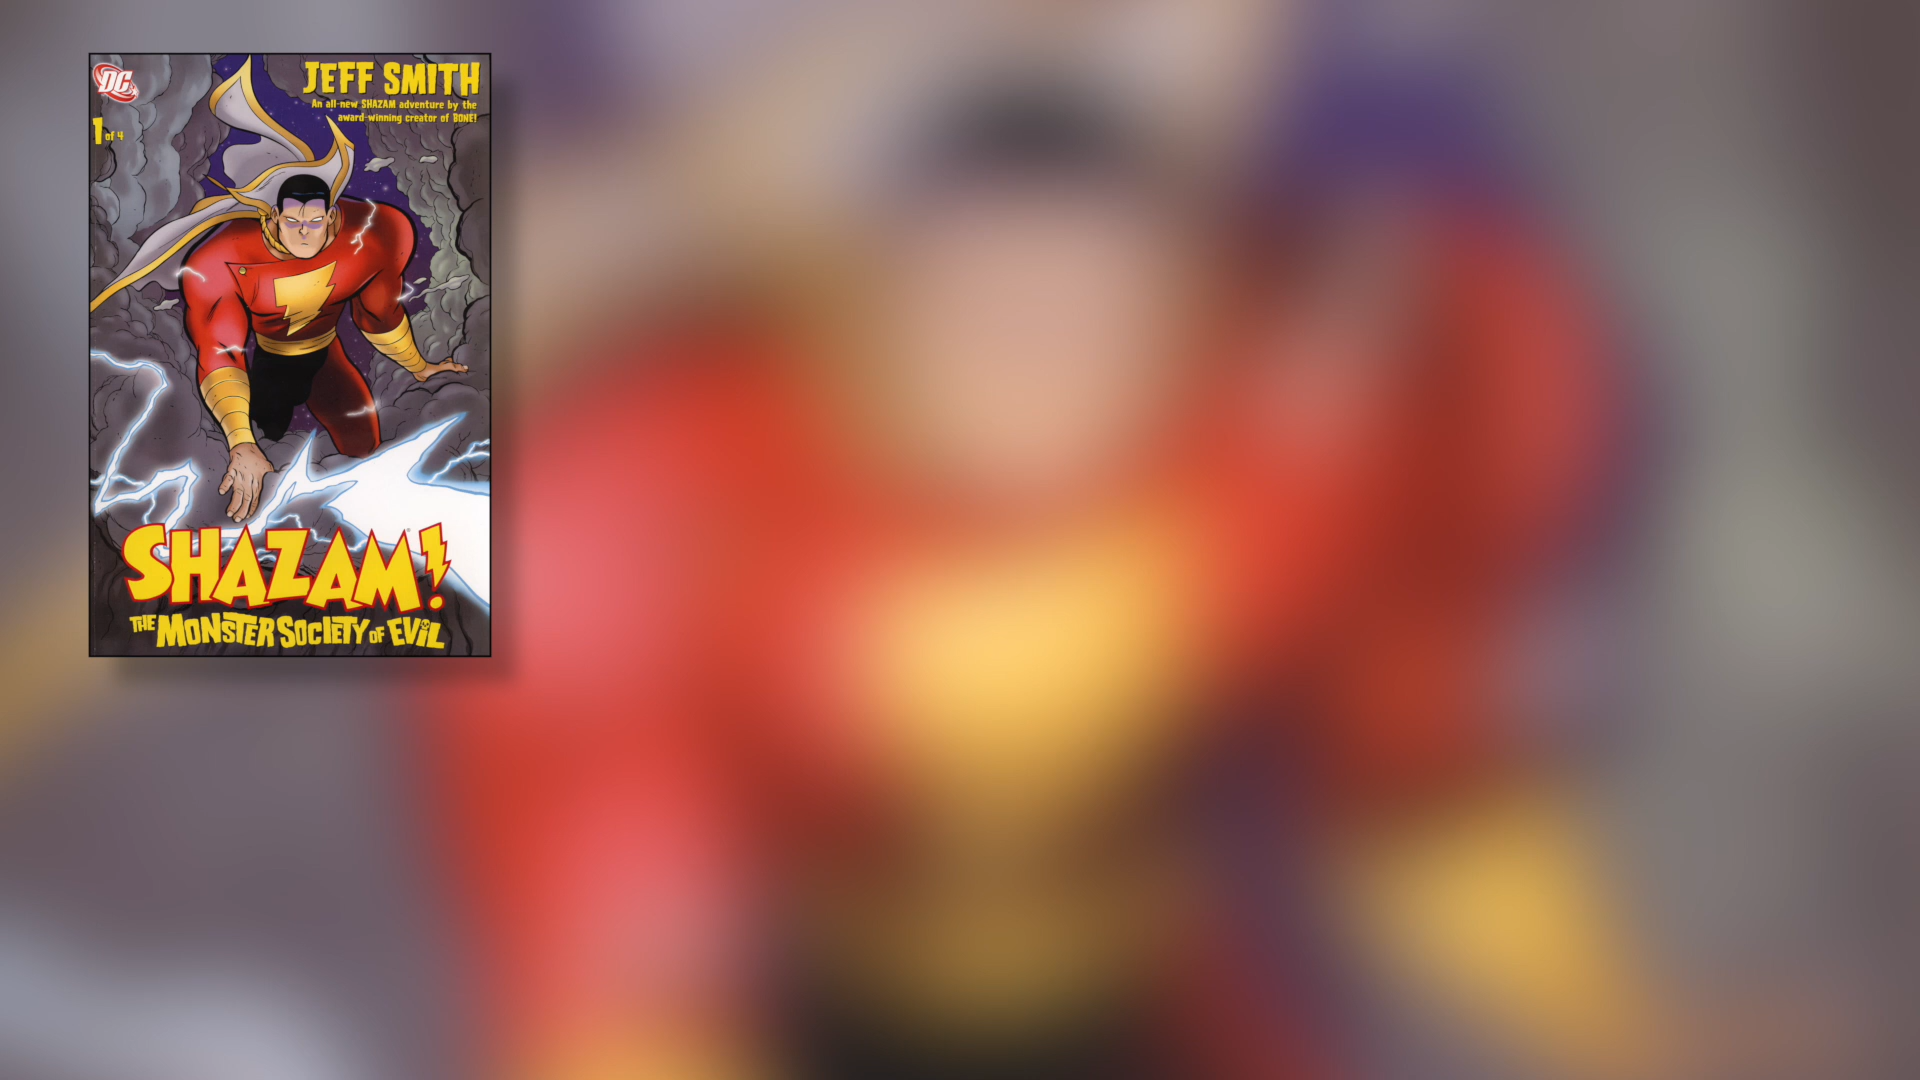 DC
JEFF SMITH
An all-new SHAZAM adventure by the
award-winning creator of BONE!
1 of 4
SHAZAM!
THE MONSTER SOCIETY OF EVIL